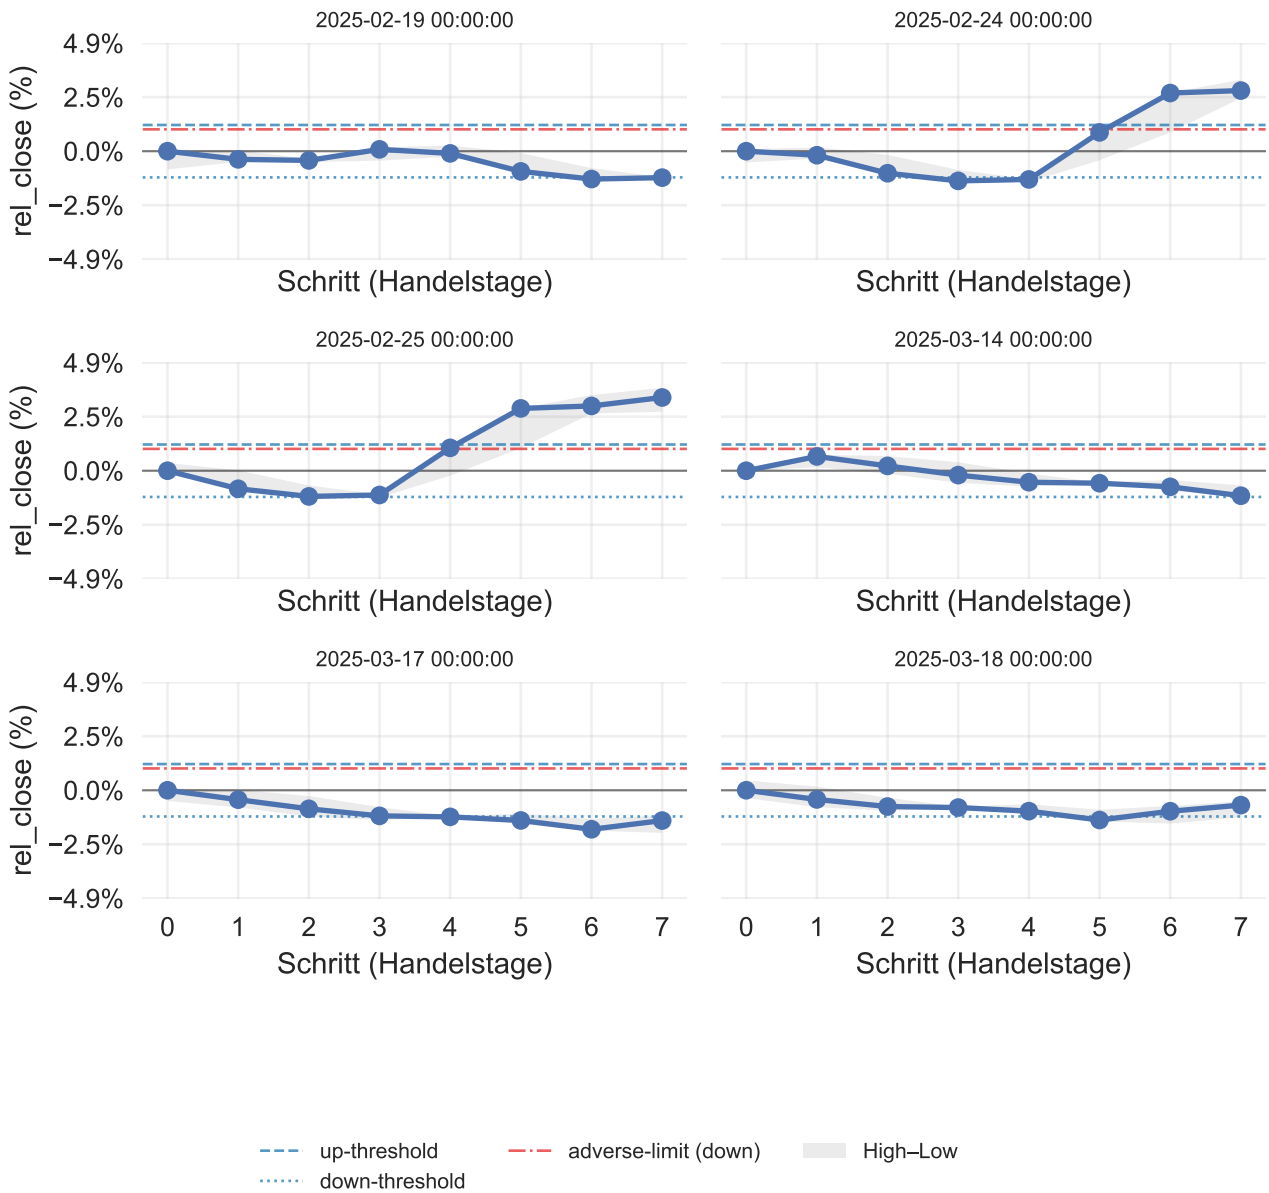 2025-02-19 00:00:00
2025-02-24 00:00:00
4.9%
2.5%
0.0%
−2.5%
−4.9%
rel_close (%)
Schritt (Handelstage)
Schritt (Handelstage)
2025-02-25 00:00:00
2025-03-14 00:00:00
4.9%
2.5%
0.0%
−2.5%
−4.9%
rel_close (%)
Schritt (Handelstage)
Schritt (Handelstage)
2025-03-17 00:00:00
2025-03-18 00:00:00
4.9%
2.5%
0.0%
−2.5%
−4.9%
rel_close (%)
0 1 2 3 4 5 6 7
0 1 2 3 4 5 6 7
Schritt (Handelstage)
Schritt (Handelstage)
up-threshold
adverse-limit (down)
High–Low
down-threshold